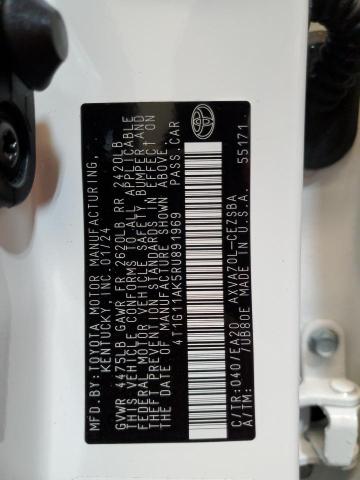 MFD.BY:TOYOTA MOTOR MANUFACTURING,
KENTUCKY,INC. 01/24
GVWR 4475LB GAWR FR 2620LB RR 2420LB
THIS VEHICLE CONFORMS TO ALL APPLICABLE
FEDERAL MOTOR VEHICLE SAFETY, BUMPER, AND
THEFT PREVENTION STANDARDS IN EFFECT ON
THE DATE OF MANUFACTURE SHOWN ABOVE.
4T1G11AK5RU891969 PASS.CAR
C/TR:040/EA20 AXVA70L-CEZSBA
A/TM: 70B80E MADE IN U.S.A. 55171